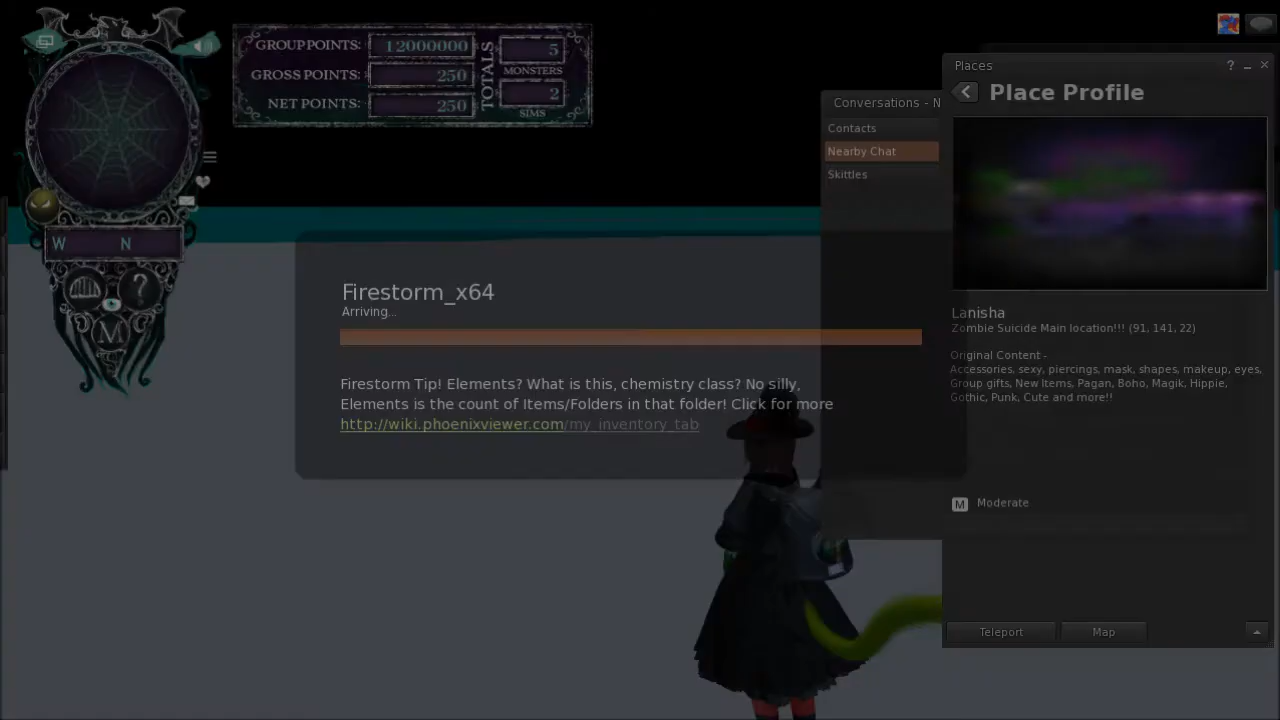 GROUP POINTS: 12000000
GROSS POINTS: 250
NET POINTS: 250
TOTALS
5
MONSTERS
2
SIMS
W N
?
M
Places
? _ ×
Place Profile
Conversations - N
Contacts
Nearby Chat
Skittles
Firestorm_x64
Arriving...
Firestorm Tip! Elements? What is this, chemistry class? No silly,
Elements is the count of Items/Folders in that folder! Click for more
http://wiki.phoenixviewer.com/my_inventory_tab
Lanisha
Zombie Suicide Main location!!! (91, 141, 22)
Original Content -
Accessories, sexy, piercings, mask, shapes, makeup, eyes,
Group gifts, New Items, Pagan, Boho, Magik, Hippie,
Gothic, Punk, Cute and more!!
M Moderate
Teleport Map